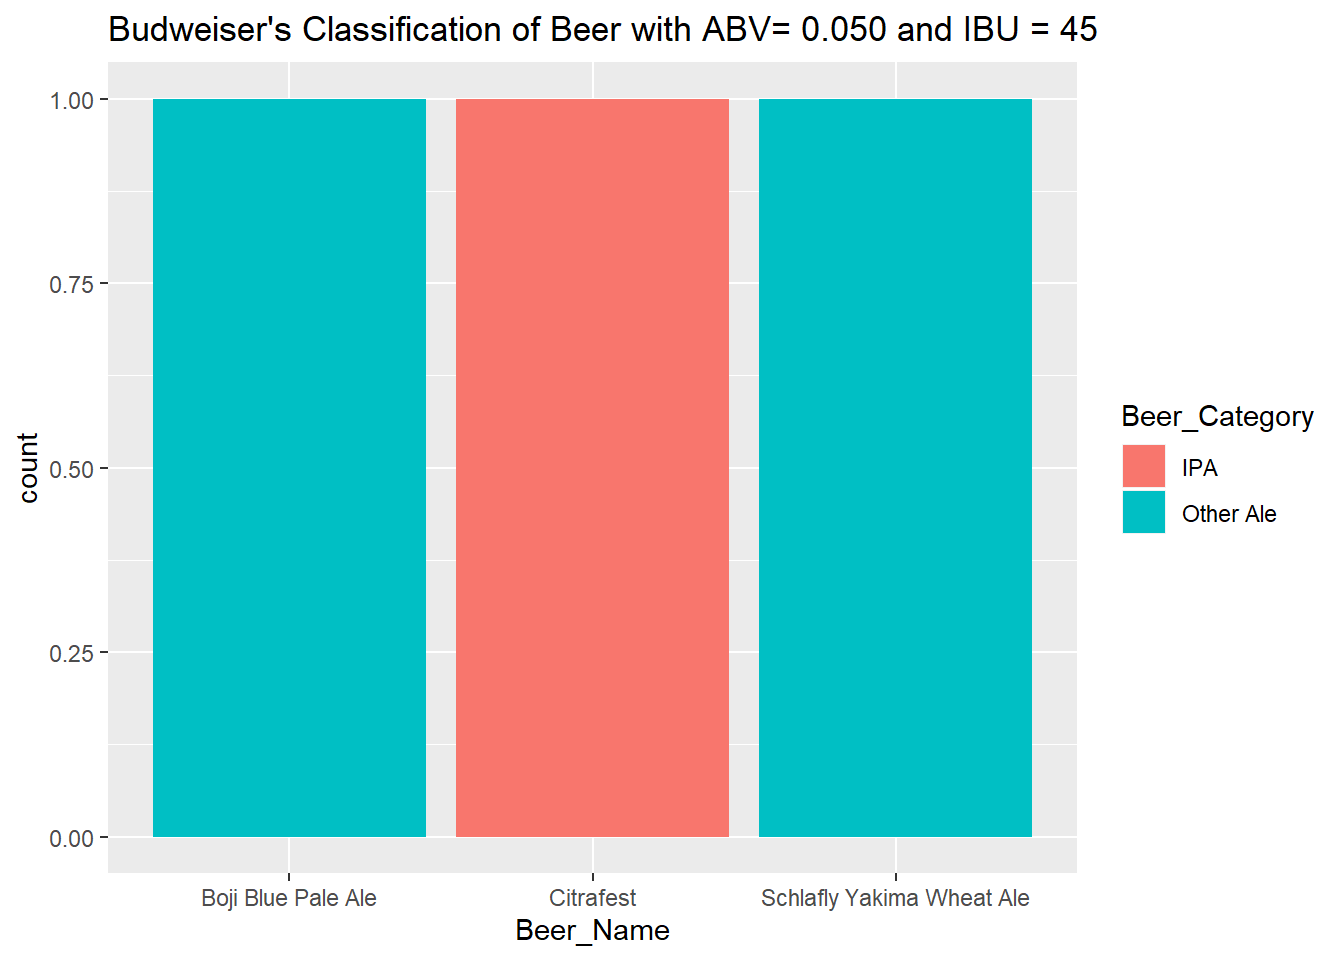 Budweiser's Classification of Beer with ABV= 0.050 and IBU = 45
1.00
0.75
0.50
0.25
0.00
count
Boji Blue Pale Ale
Citrafest
Schlafly Yakima Wheat Ale
Beer_Name
Beer_Category
IPA
Other Ale